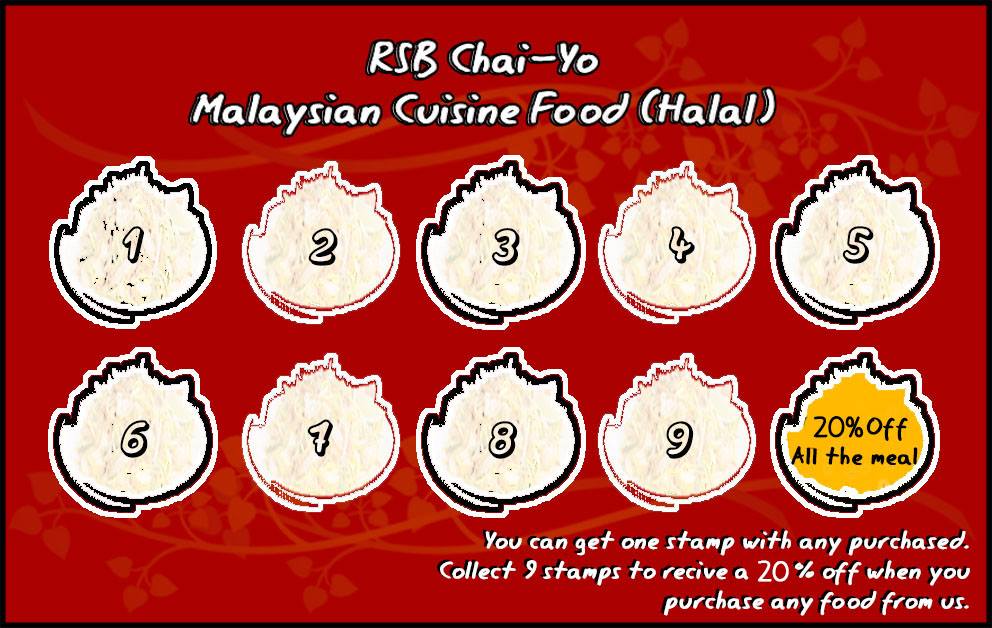 RSB Chai-Yo
Malaysian Cuisine Food (Halal)
1 2 3 4 5
6 7 8 9 20% Off
All the meal
You can get one stamp with any purchased.
Collect 9 stamps to recive a 20% off when you
purchase any food from us.